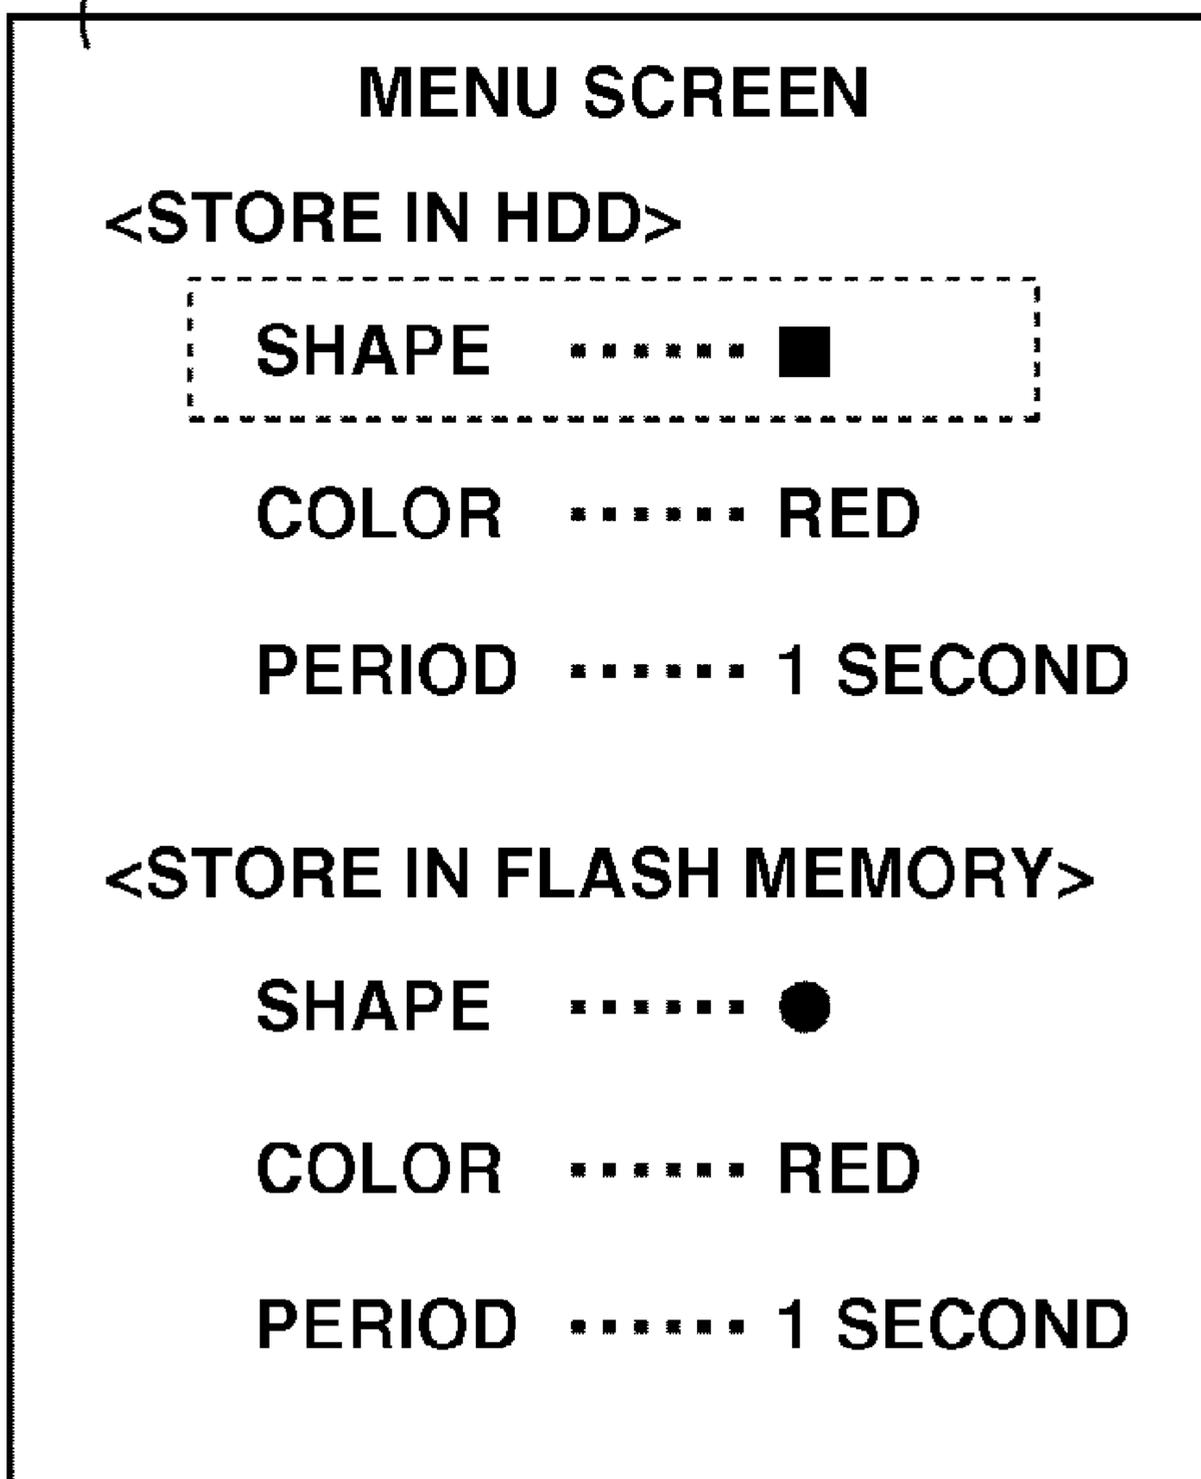 MENU SCREEN
<STORE IN HDD>
SHAPE ...... ■
COLOR ...... RED
PERIOD ...... 1 SECOND
<STORE IN FLASH MEMORY>
SHAPE ...... ●
COLOR ...... RED
PERIOD ...... 1 SECOND